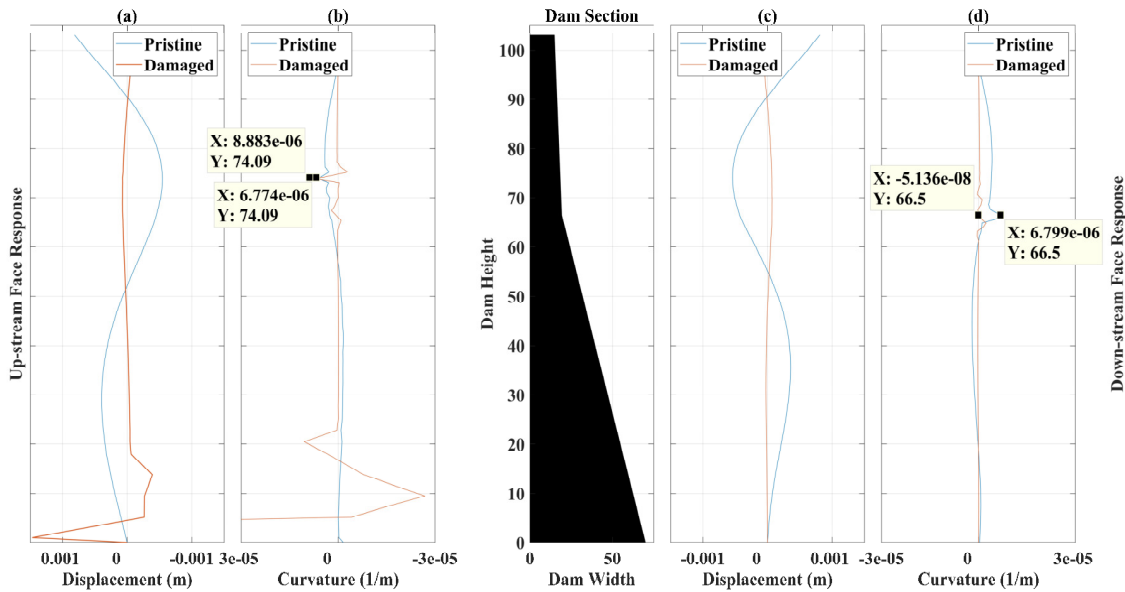 (a)
(b)
Dam Section
(c)
(d)
Pristine
Damaged
Pristine
Damaged
Pristine
Damaged
Pristine
Damaged
X: 8.883e-06
Y: 74.09
X: 6.774e-06
Y: 74.09
X: -5.136e-08
Y: 66.5
X: 6.799e-06
Y: 66.5
Up-stream Face Response
Dam Height
Down-stream Face Response
100
90
80
70
60
50
40
30
20
10
0
0.001
0
-0.001
3e-05
-3e-05
0
50
-0.001
0
0.001
-3e-05
0
3e-05
Displacement (m)
Curvature (1/m)
Dam Width
Displacement (m)
Curvature (1/m)